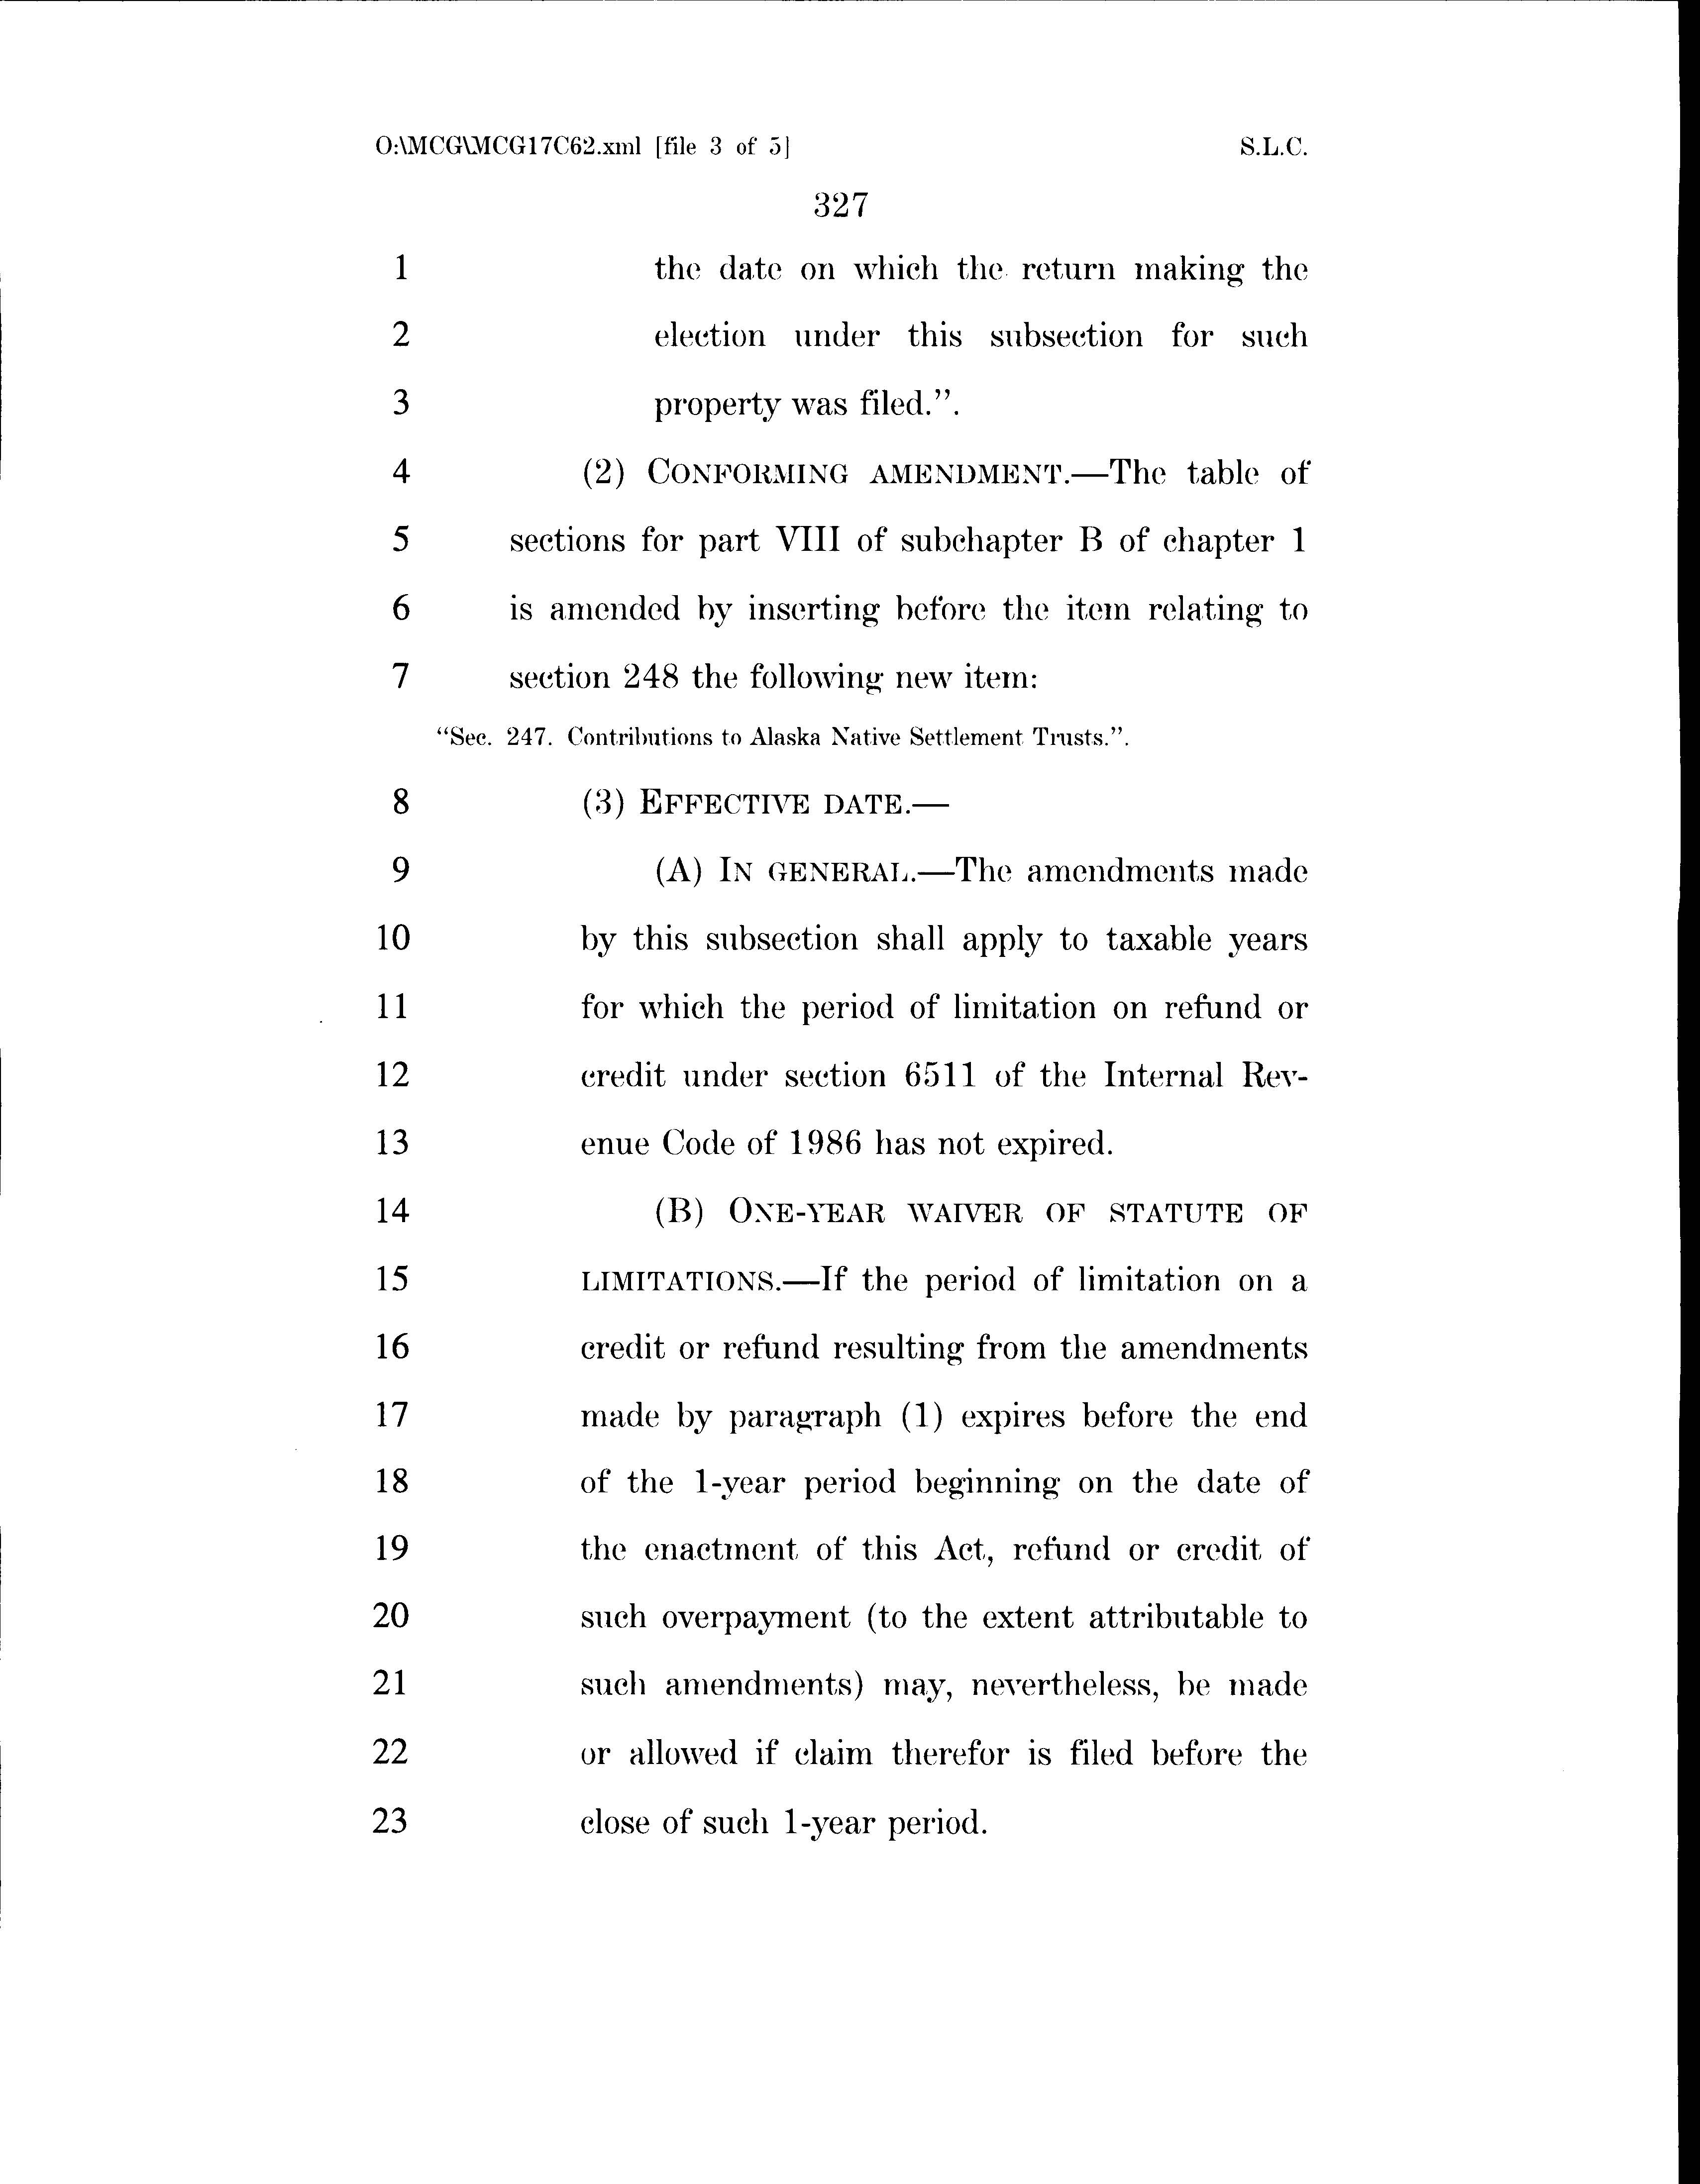 O:\MCG\MCG17C62.xml [file 3 of 5] S.L.C.
327
1 the date on which the return making the
2 election under this subsection for such
3 property was filed.”.
4 (2) CONFORMING AMENDMENT.—The table of
5 sections for part VIII of subchapter B of chapter 1
6 is amended by inserting before the item relating to
7 section 248 the following new item:
“Sec. 247. Contributions to Alaska Native Settlement Trusts.”.
8 (3) EFFECTIVE DATE.—
9 (A) IN GENERAL.—The amendments made
10 by this subsection shall apply to taxable years
11 for which the period of limitation on refund or
12 credit under section 6511 of the Internal Rev-
13 enue Code of 1986 has not expired.
14 (B) ONE-YEAR WAIVER OF STATUTE OF
15 LIMITATIONS.—If the period of limitation on a
16 credit or refund resulting from the amendments
17 made by paragraph (1) expires before the end
18 of the 1-year period beginning on the date of
19 the enactment of this Act, refund or credit of
20 such overpayment (to the extent attributable to
21 such amendments) may, nevertheless, be made
22 or allowed if claim therefor is filed before the
23 close of such 1-year period.